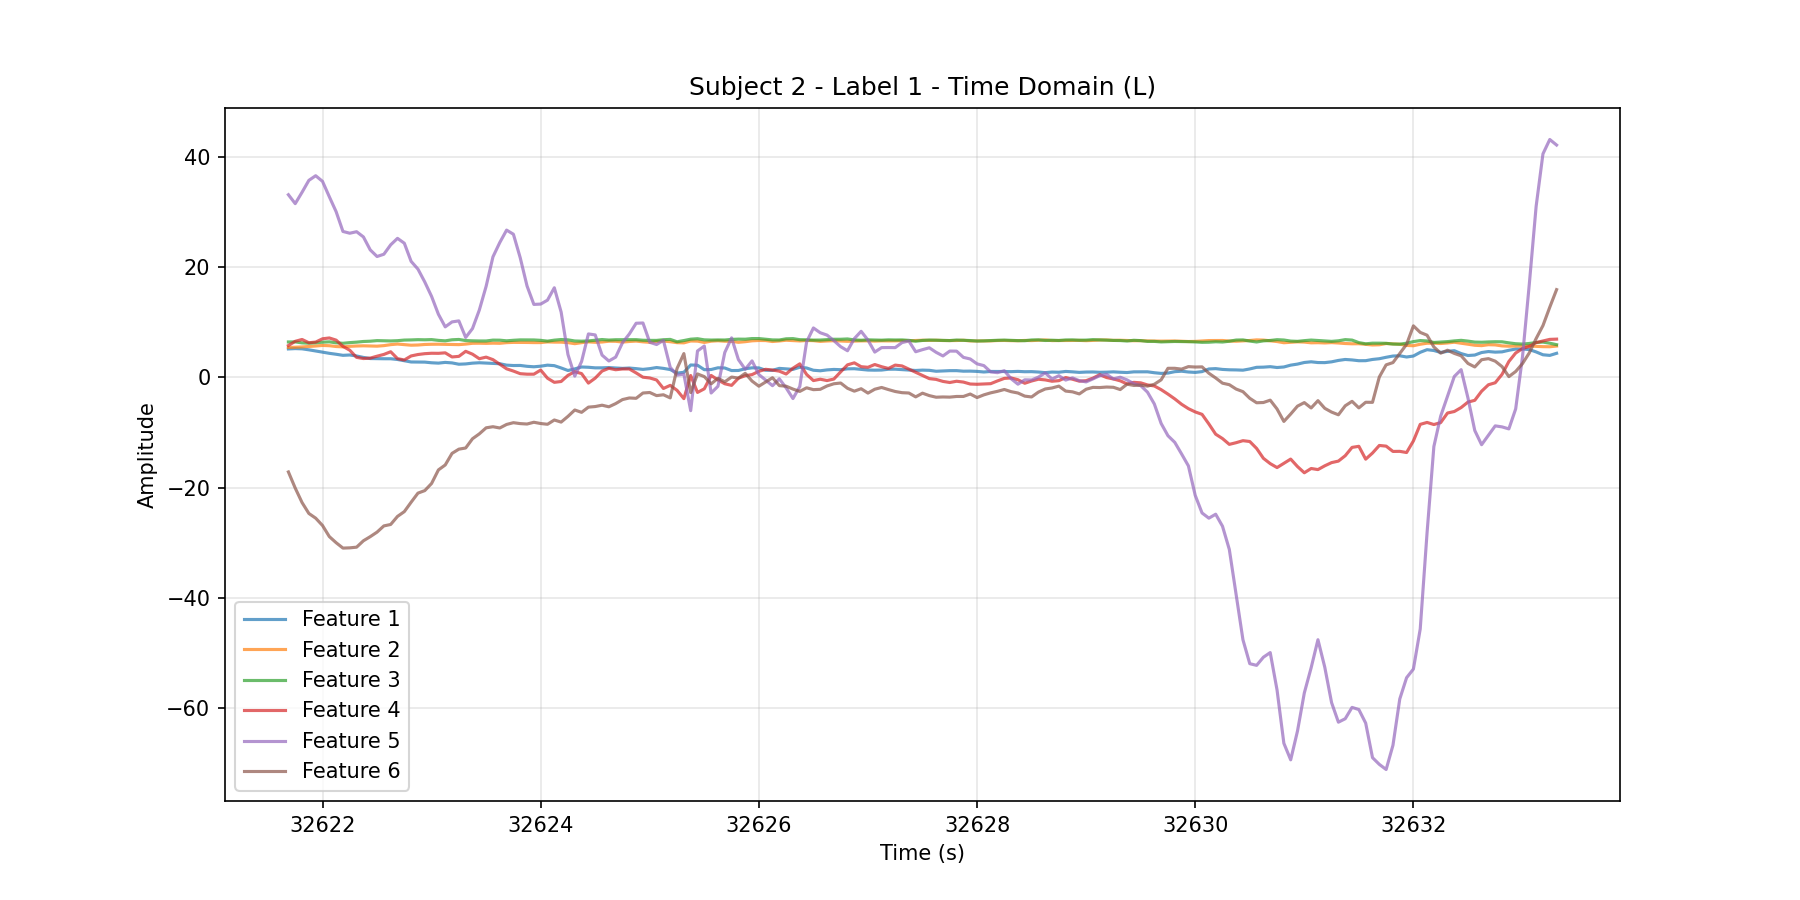 Subject 2 - Label 1 - Time Domain (L)
Amplitude
40
20
0
−20
−40
−60
Feature 1
Feature 2
Feature 3
Feature 4
Feature 5
Feature 6
32622 32624 32626 32628 32630 32632
Time (s)